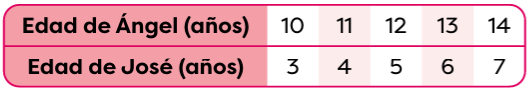 Edad de Ángel (años) 10 11 12 13 14
Edad de José (años) 3 4 5 6 7